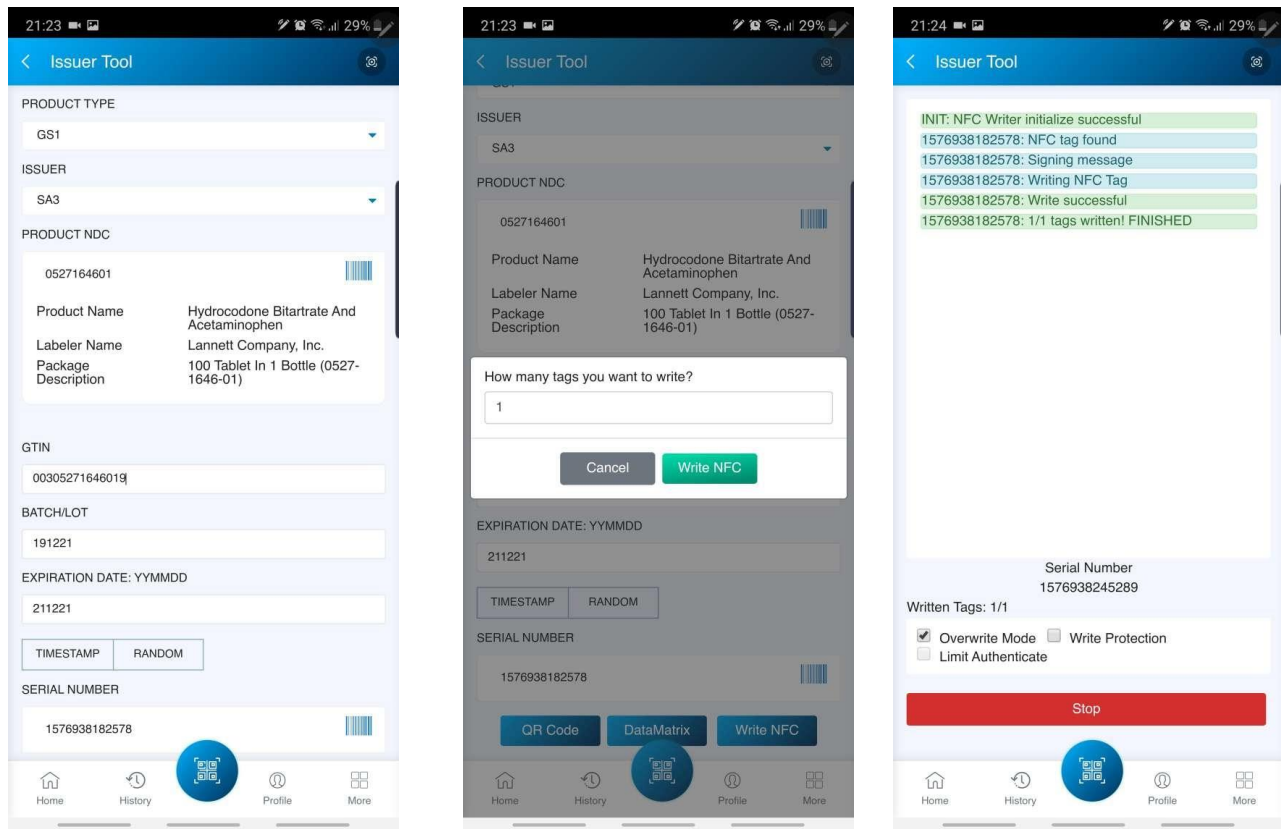 21:23
29%
Issuer Tool
PRODUCT TYPE
GS1
ISSUER
SA3
PRODUCT NDC
0527164601
Product Name Hydrocodone Bitartrate And
Acetaminophen
Labeler Name Lannett Company, Inc.
Package 100 Tablet In 1 Bottle (0527-
Description 1646-01)
GTIN
00305271646019
BATCH/LOT
191221
EXPIRATION DATE: YYMMDD
211221
TIMESTAMP RANDOM
SERIAL NUMBER
1576938182578
Home History Profile More
21:23
29%
Issuer Tool
ISSUER
SA3
PRODUCT NDC
0527164601
Product Name Hydrocodone Bitartrate And
Acetaminophen
Labeler Name Lannett Company, Inc.
Package 100 Tablet In 1 Bottle (0527-
Description 1646-01)
How many tags you want to write?
1
Cancel Write NFC
EXPIRATION DATE: YYMMDD
211221
TIMESTAMP RANDOM
SERIAL NUMBER
1576938182578
QR Code DataMatrix Write NFC
Home History Profile More
21:24
29%
Issuer Tool
INIT: NFC Writer initialize successful
1576938182578: NFC tag found
1576938182578: Signing message
1576938182578: Writing NFC Tag
1576938182578: Write successful
1576938182578: 1/1 tags written! FINISHED
Serial Number
1576938245289
Written Tags: 1/1
Overwrite Mode Write Protection
Limit Authenticate
Stop
Home History Profile More